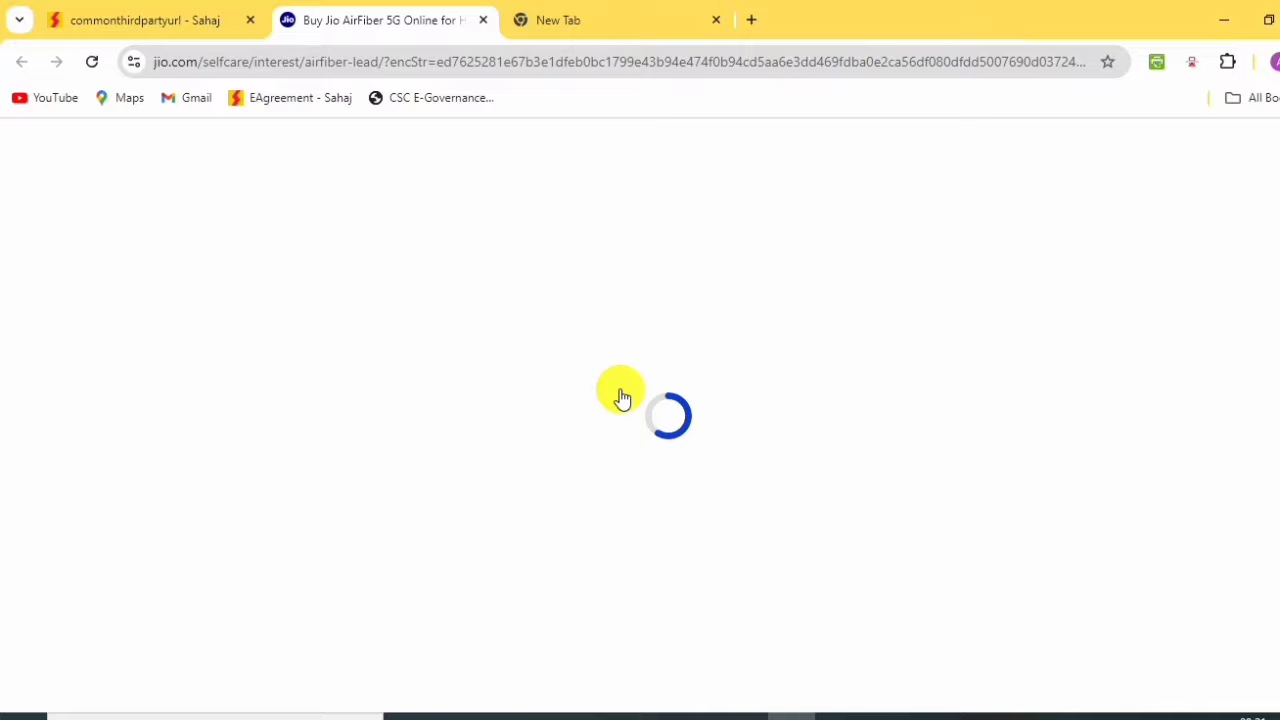 commonthirdpartyurl - Sahaj
Jio
Buy Jio AirFiber 5G Online for H
New Tab
jio.com/selfcare/interest/airfiber-lead/?encStr=ed7625281e67b3e1dfeb0bc1799e43b94e474f0b94cd5aa6e3dd469fdba0e2ca56df080dfdd5007690d03724...
YouTube
Maps
Gmail
EAgreement - Sahaj
CSC E-Governance...
All Bo